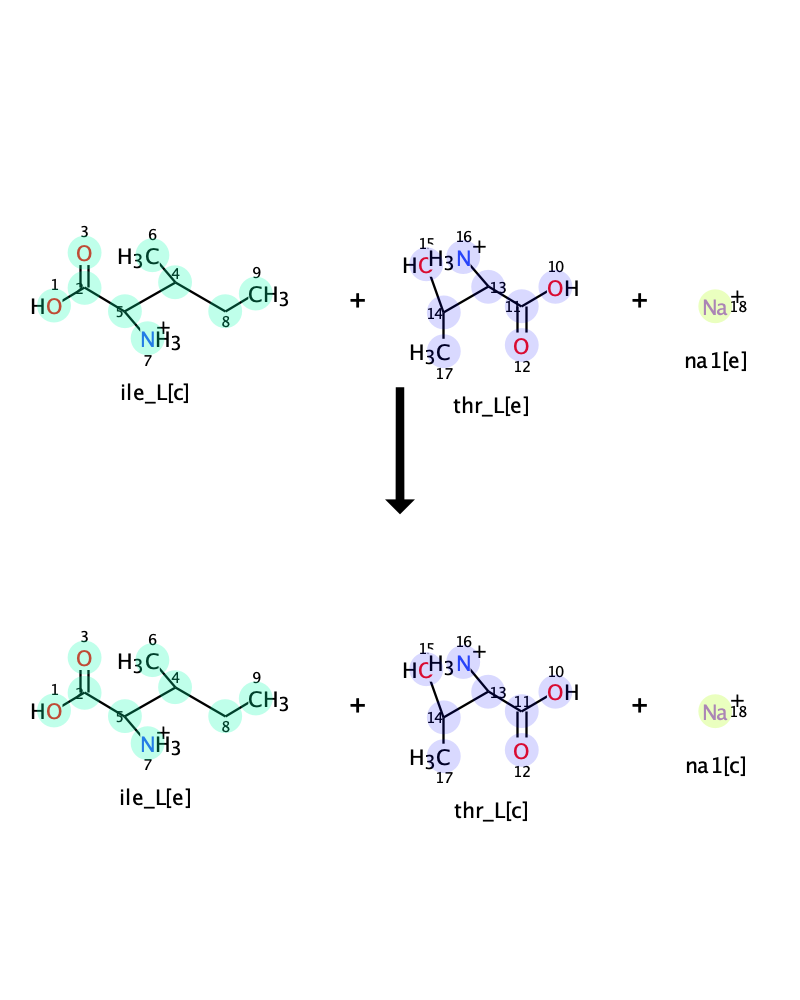 3 6 15 16 +
O H₃C HO H₃N 10
1 4 9 13 OH +
HO 2 CH₃ + 11 + Na 18
5 + 8 14
NH₃ H₃C O na1[e]
7 17 12
ile_L[c]
thr_L[e]
3 6 15 16 +
O H₃C HO H₃N 10
1 4 9 13 OH +
HO 2 CH₃ + 11 + Na 18
5 + 8 14
NH₃ H₃C O na1[c]
7 17 12
ile_L[e]
thr_L[c]